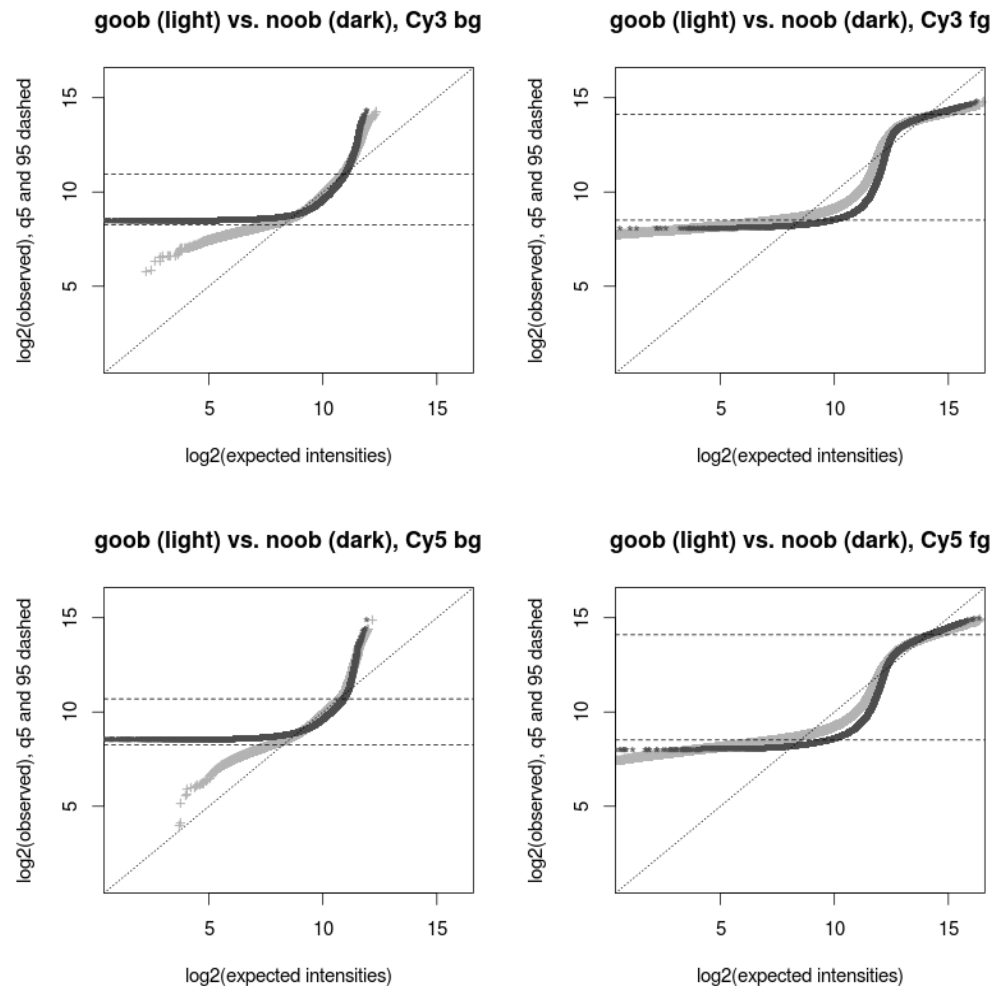 goob (light) vs. noob (dark), Cy3 bg
log2(observed), q5 and 95 dashed
15
10
5
5 10 15
log2(expected intensities)
goob (light) vs. noob (dark), Cy3 fg
log2(observed), q5 and 95 dashed
15
10
5
5 10 15
log2(expected intensities)
goob (light) vs. noob (dark), Cy5 bg
log2(observed), q5 and 95 dashed
15
10
5
5 10 15
log2(expected intensities)
goob (light) vs. noob (dark), Cy5 fg
log2(observed), q5 and 95 dashed
15
10
5
5 10 15
log2(expected intensities)